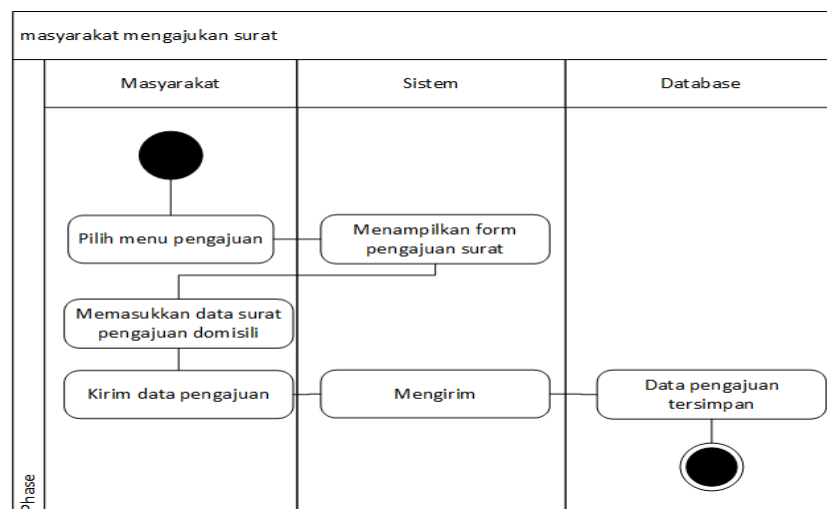 masyarakat mengajukan surat
Masyarakat
Sistem
Database
Pilih menu pengajuan
Menampilkan form
pengajuan surat
Memasukkan data surat
pengajuan domisili
Kirim data pengajuan
Mengirim
Data pengajuan
tersimpan
Phase